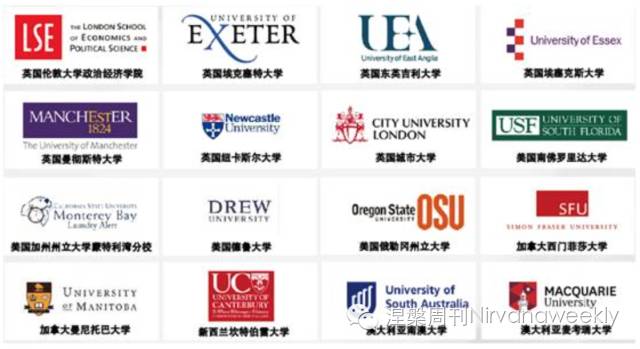 LSE
THE LONDON SCHOOL
OF ECONOMICS AND
POLITICAL SCIENCE
英国伦敦大学政治经济学院
UNIVERSITY OF
EXETER
英国埃克塞特大学
UEA
University of East Anglia
英国东英吉利大学
University of Essex
英国埃塞克斯大学
MANCHESTER
1824
The University of Manchester
英国曼彻斯特大学
Newcastle
University
英国纽卡斯尔大学
CITY UNIVERSITY
LONDON
英国城市大学
USF
UNIVERSITY OF
SOUTH FLORIDA
美国南佛罗里达大学
CALIFORNIA STATE UNIVERSITY
Monterey Bay
Laundry Alert
美国加州州立大学蒙特利湾分校
DREW
UNIVERSITY
美国德鲁大学
Oregon State
UNIVERSITY
OSU
美国俄勒冈州立大学
SFU
SIMON FRASER UNIVERSITY
加拿大西门菲莎大学
UNIVERSITY
OF MANITOBA
加拿大曼尼托巴大学
UC
UNIVERSITY OF
CANTERBURY
新西兰坎特伯雷大学
University of
South Australia
澳大利亚南澳大学
MACQUARIE
University
澳大利亚麦考瑞大学
涅槃周刊Nirvanaweekly